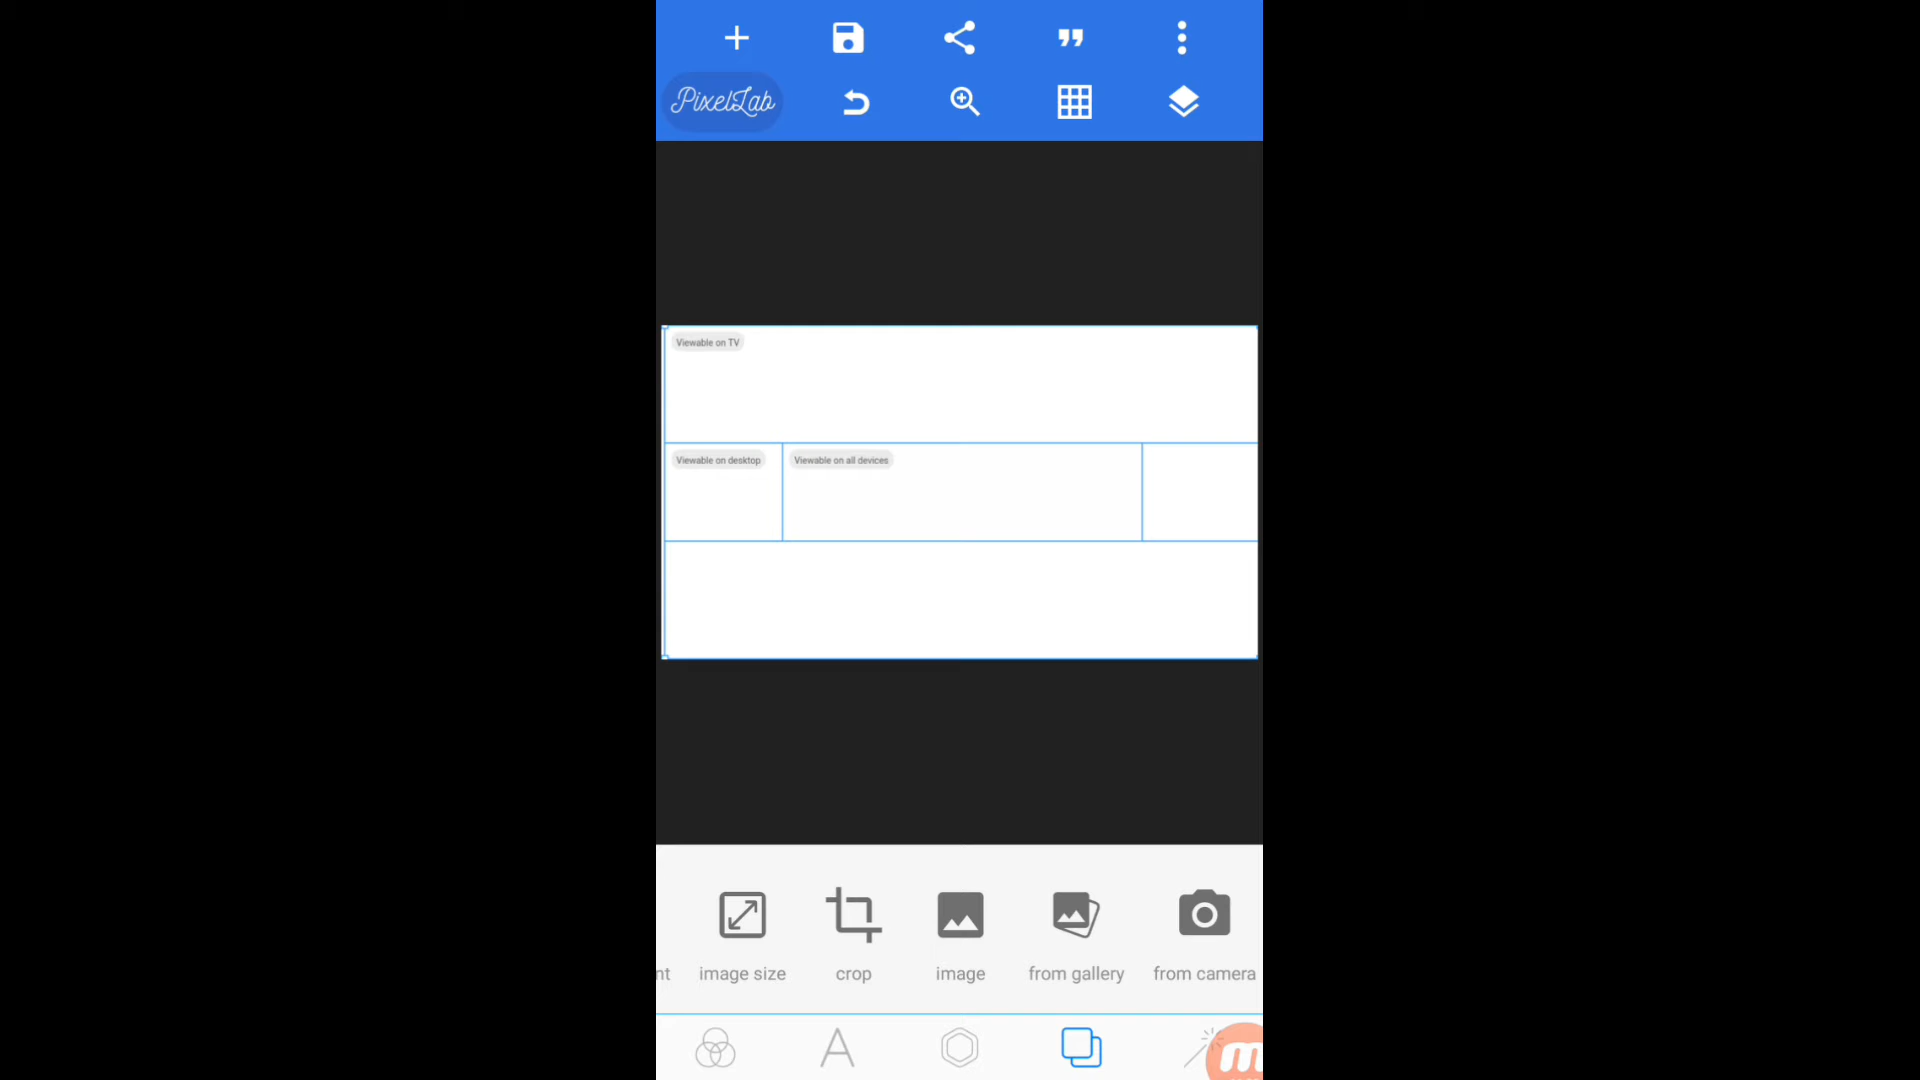 PixelLab
Viewable on TV
Viewable on desktop
Viewable on all devices
nt
image size
crop
image
from gallery
from camera